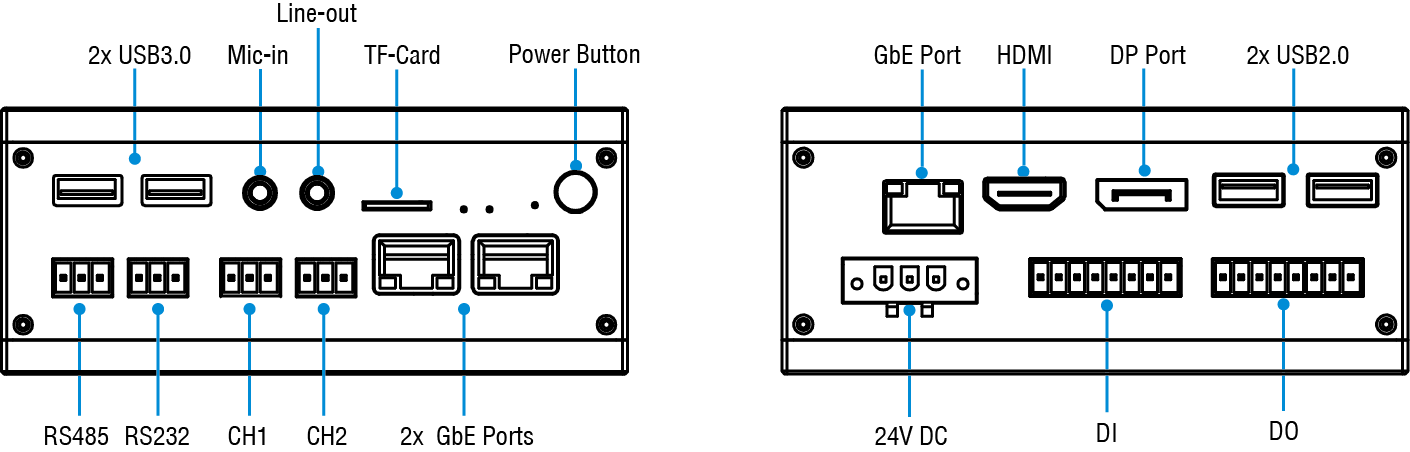 Line-out
2x USB3.0
Mic-in
TF-Card
Power Button
GbE Port
HDMI
DP Port
2x USB2.0
RS485
RS232
CH1
CH2
2x GbE Ports
24V DC
DI
DO